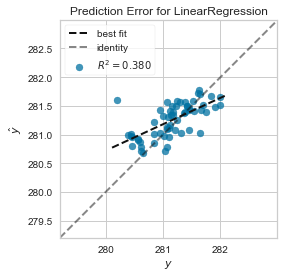 Prediction Error for LinearRegression
best fit
identity
R² = 0.380
ŷ
282.5
282.0
281.5
281.0
280.5
280.0
279.5
280
281
282
y